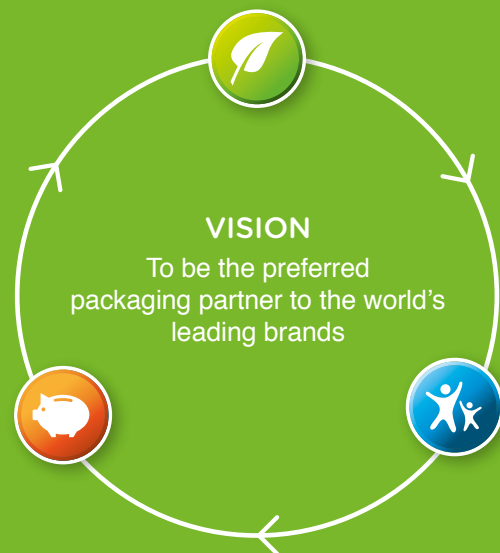 VISION
To be the preferred
packaging partner to the world’s
leading brands